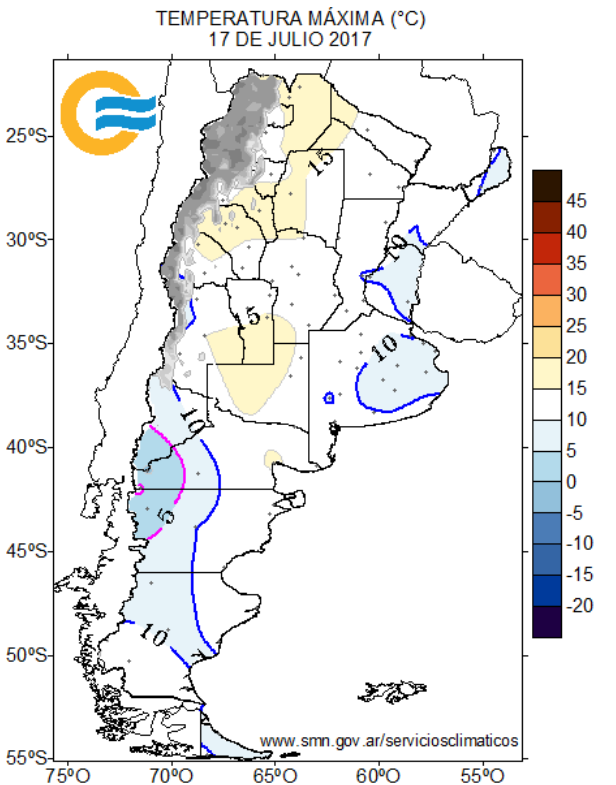 TEMPERATURA MÁXIMA (°C)
17 DE JULIO 2017
25ºS
30ºS
35ºS
40ºS
45ºS
50ºS
55ºS
75ºO
70ºO
65ºO
60ºO
55ºO
15
10
15
10
10
5
10
45
40
35
30
25
20
15
10
5
0
-5
-10
-15
-20
www.smn.gov.ar/serviciosclimaticos